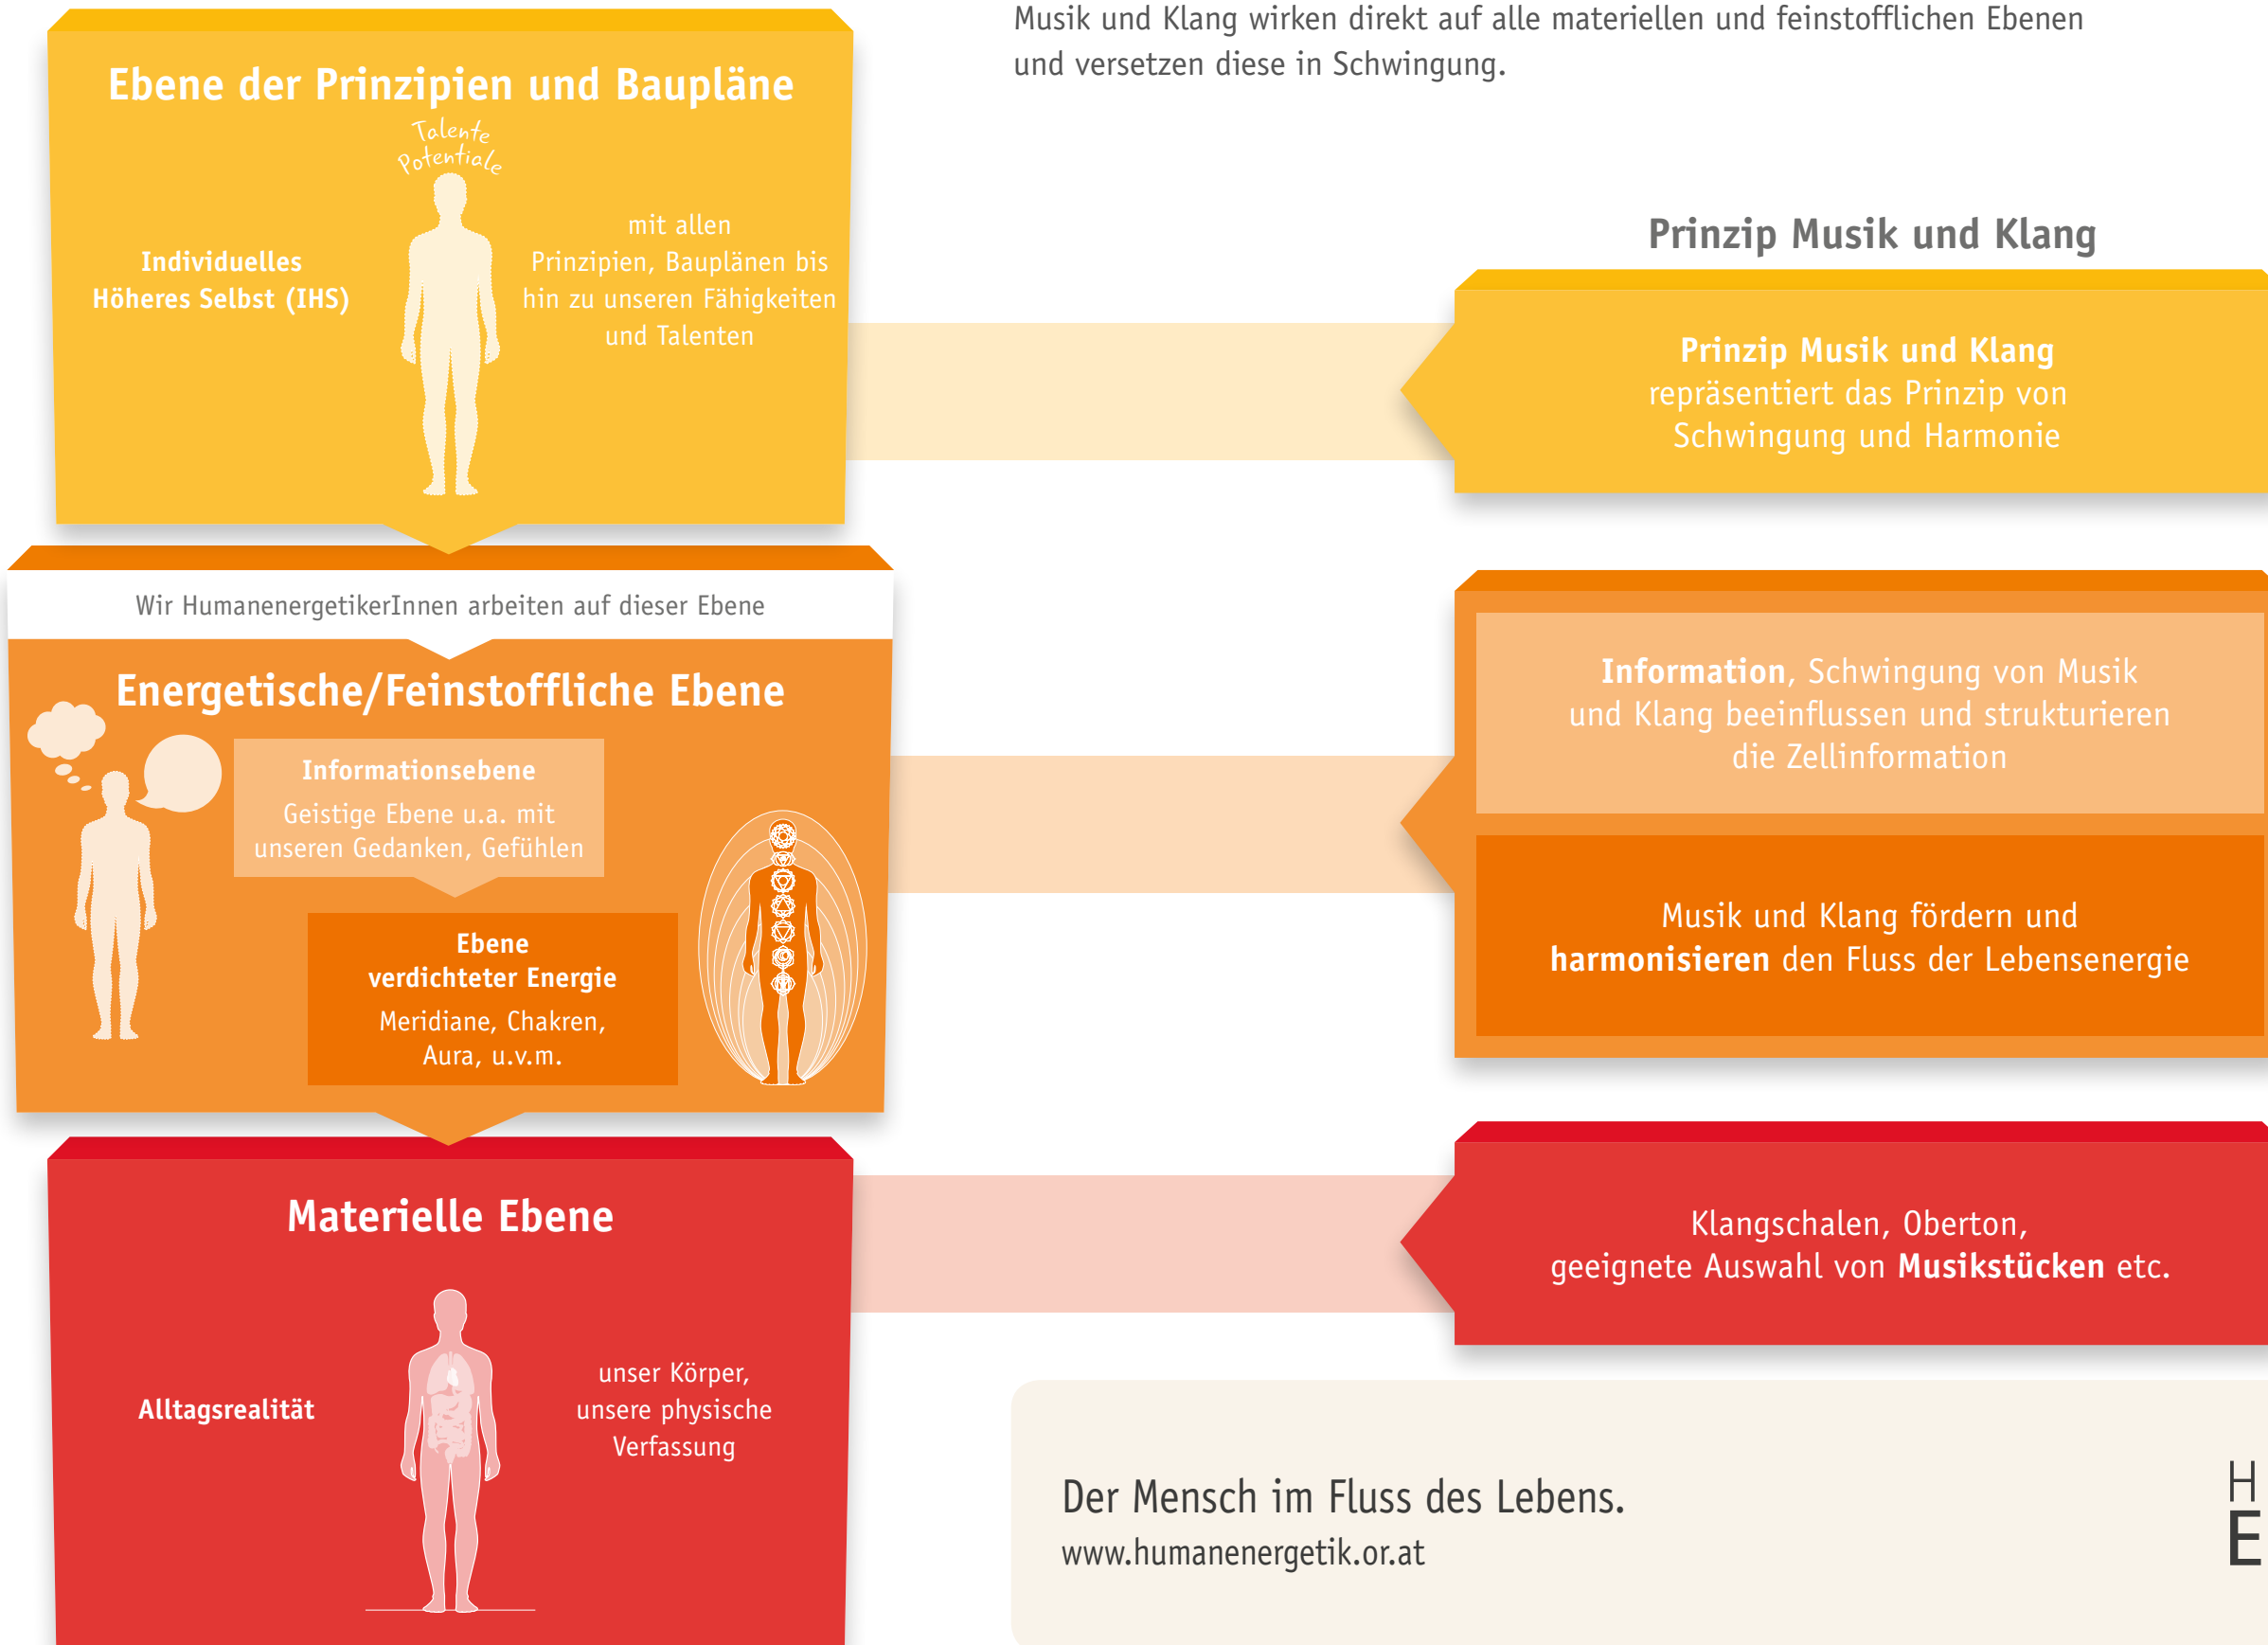 Musik und Klang wirken direkt auf alle materiellen und feinstofflichen Ebenen
und versetzen diese in Schwingung.
Ebene der Prinzipien und Baupläne
Talente
Potentiale
Individuelles
Höheres Selbst (IHS)
mit allen
Prinzipien, Bauplänen bis
hin zu unseren Fähigkeiten
und Talenten
Prinzip Musik und Klang
Prinzip Musik und Klang
repräsentiert das Prinzip von
Schwingung und Harmonie
Wir HumanenergetikerInnen arbeiten auf dieser Ebene
Energetische/Feinstoffliche Ebene
Informationsebene
Geistige Ebene u.a. mit
unseren Gedanken, Gefühlen
Ebene
verdichteter Energie
Meridiane, Chakren,
Aura, u.v.m.
Information, Schwingung von Musik
und Klang beeinflussen und strukturieren
die Zellinformation
Musik und Klang fördern und
harmonisieren den Fluss der Lebensenergie
Materielle Ebene
Alltagsrealität
unser Körper,
unsere physische
Verfassung
Klangschalen, Oberton,
geeignete Auswahl von Musikstücken etc.
Der Mensch im Fluss des Lebens.
www.humanenergetik.or.at
H
E